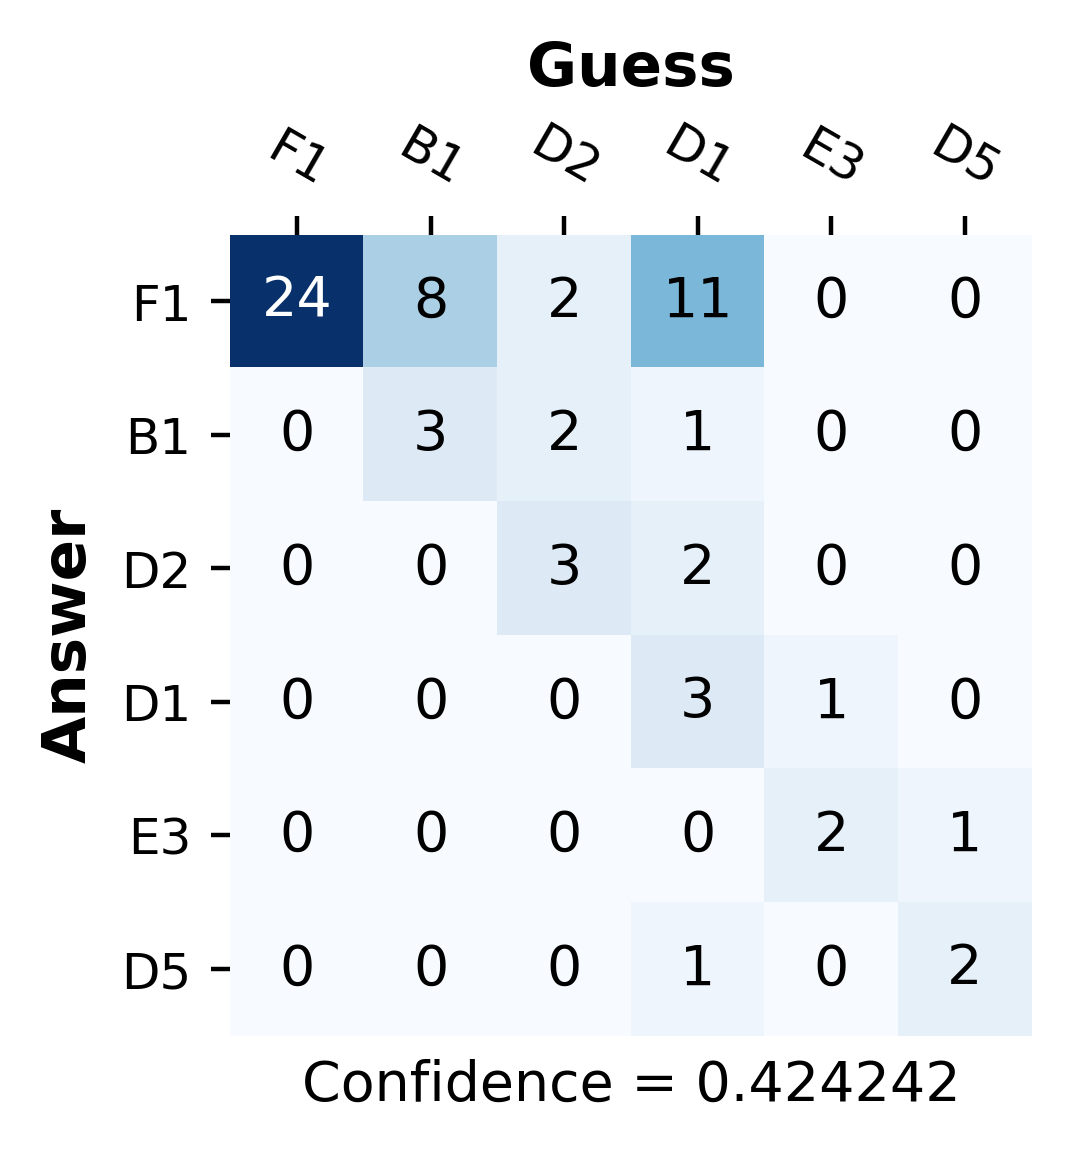 Guess
F1 B1 D2 D1 E3 D5
Answer
F1 24 8 2 11 0 0
B1 0 3 2 1 0 0
D2 0 0 3 2 0 0
D1 0 0 0 3 1 0
E3 0 0 0 0 2 1
D5 0 0 0 1 0 2
Confidence = 0.424242